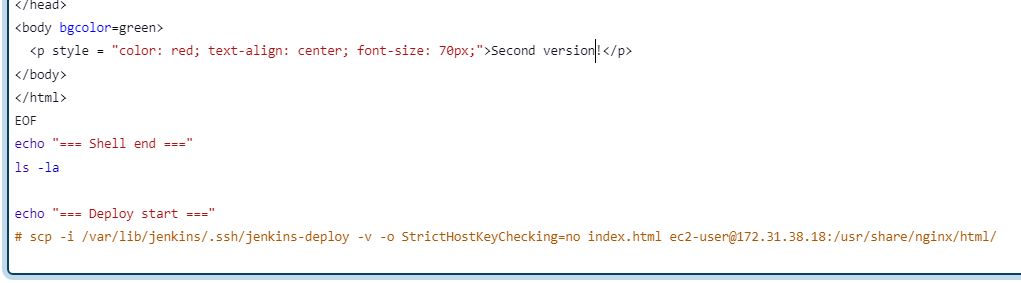 </head>
<body bgcolor=green>
  <p style = "color: red; text-align: center; font-size: 70px;">Second version!</p>
</body>
</html>
EOF
echo "=== Shell end ==="
ls -la

echo "=== Deploy start ==="
# scp -i /var/lib/jenkins/.ssh/jenkins-deploy -v -o StrictHostKeyChecking=no index.html ec2-user@172.31.38.18:/usr/share/nginx/html/